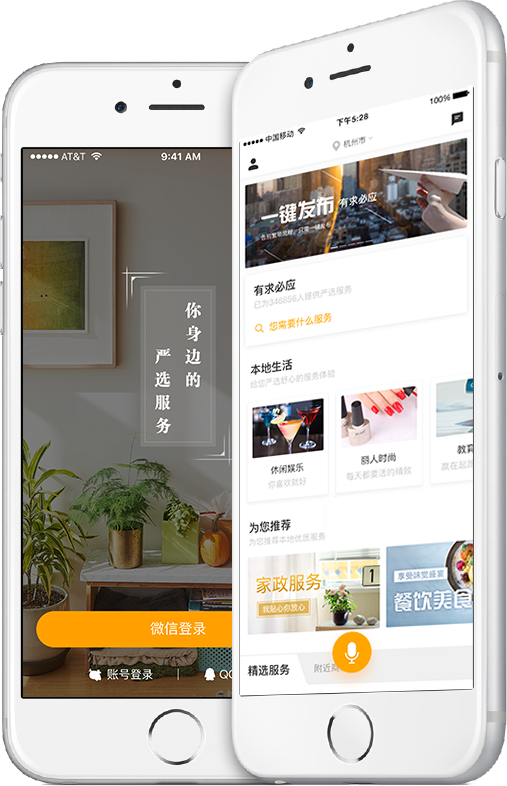 AT&T
9:41 AM
你身边的
严选服务
微信登录
账号登录
|
QQ
中国移动
下午5:28
100%
杭州市
一键发布 有求必应
有求必应
已为346856人提供严选服务
您需要什么服务
本地生活
给您严选舒心的服务体验
休闲娱乐
你喜欢就好
丽人时尚
每天都要活的精致
教育
赢在起跑
为您推荐
为您推荐本地优质服务
家政服务
我贴心你放心
1
享受味觉盛宴
餐饮美食
精选服务
附近